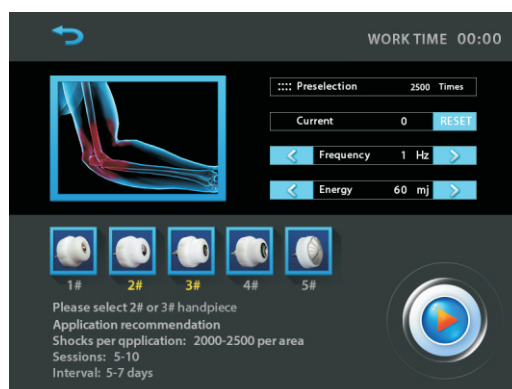 WORK TIME 00:00
:::: Preselection 2500 Times
Current 0 RESET
Frequency 1 Hz
Energy 60 mj
1# 2# 3# 4# 5#
Please select 2# or 3# handpiece
Application recommendation
Shocks per qpplication: 2000-2500 per area
Sessions: 5-10
Interval: 5-7 days